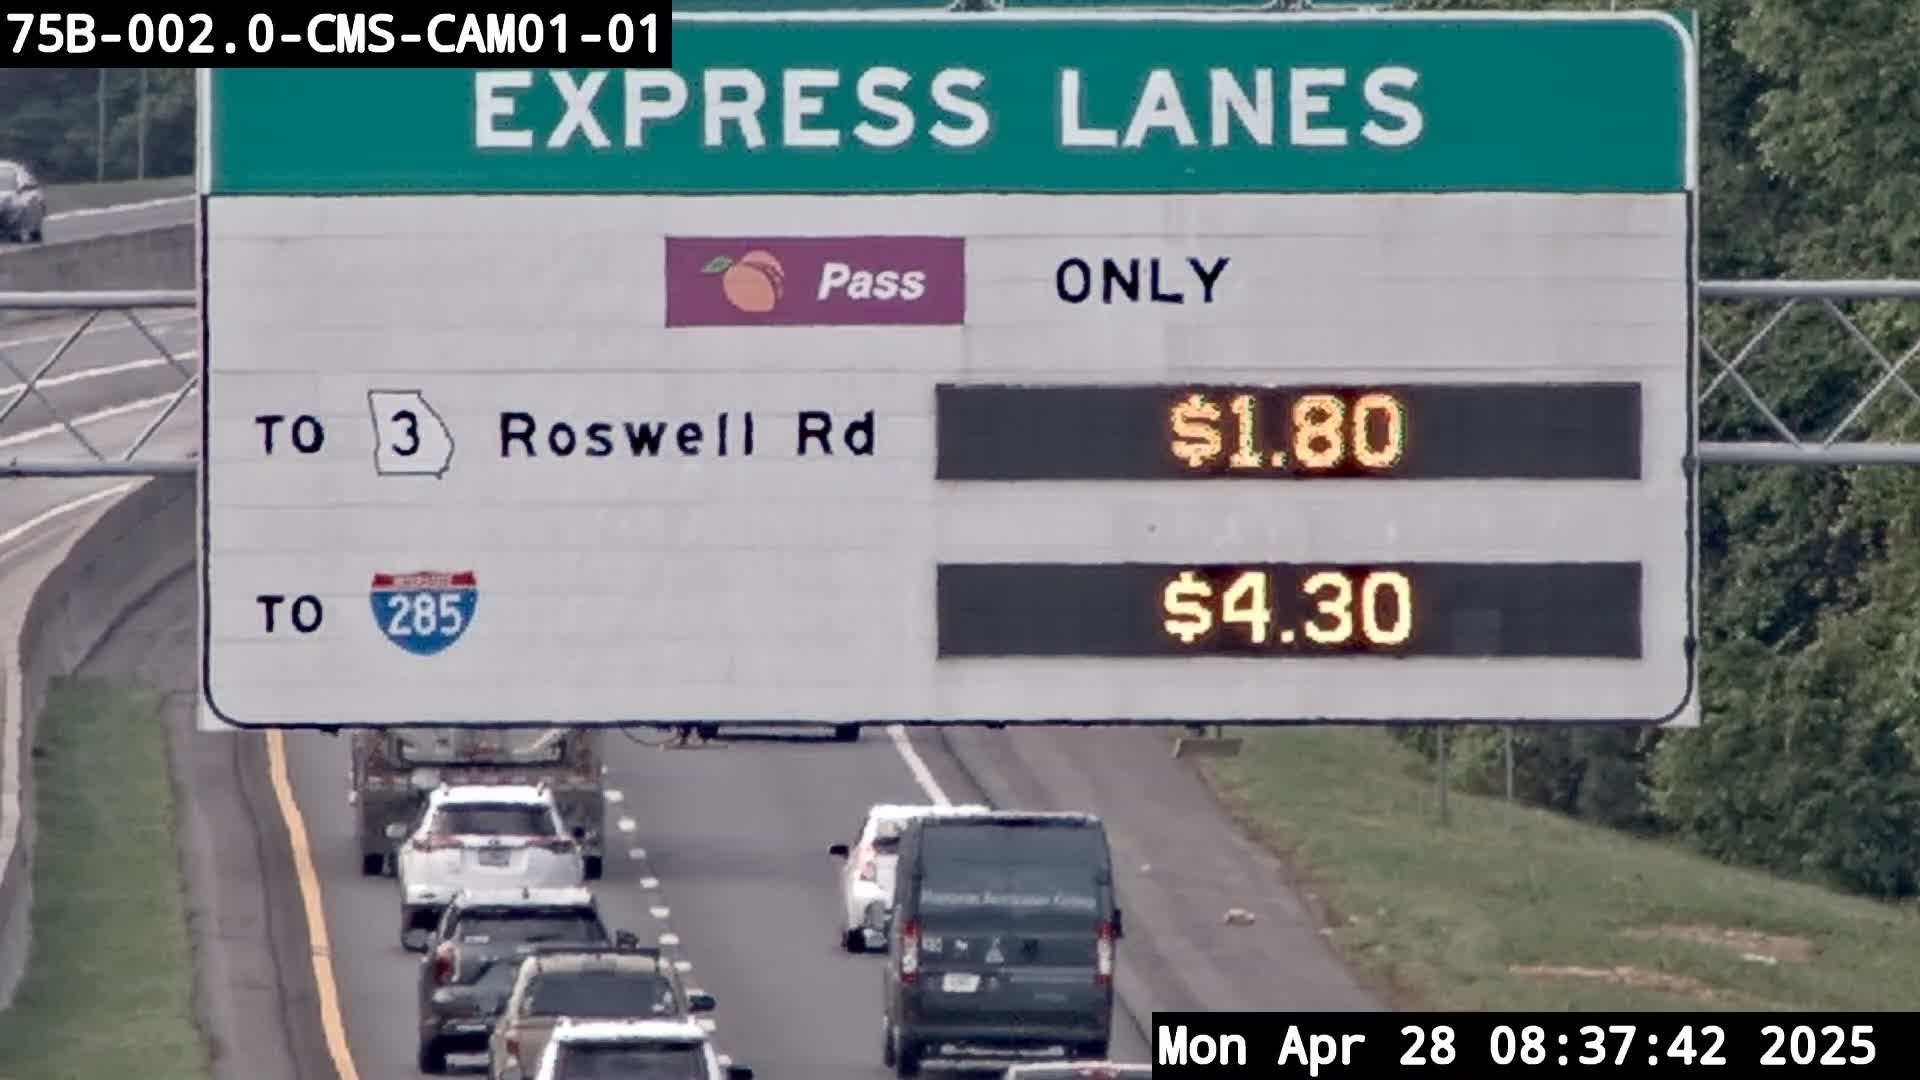 75B-002.0-CMS-CAM01-01
EXPRESS LANES
Pass ONLY
TO 3 Roswell Rd $1.80
TO 285 $4.30
Mon Apr 28 08:37:42 2025